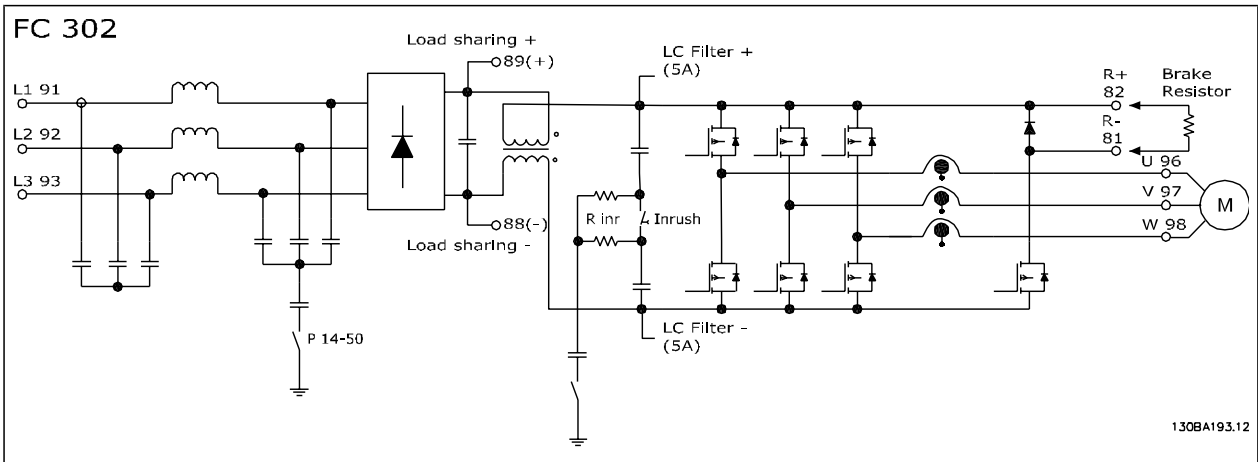 FC 302
Load sharing +
89(+)
LC Filter +
(5A)
L1 91
L2 92
L3 93
R+
82
Brake
Resistor
R-
81
U 96
V 97
W 98
M
R inr
Inrush
88(-)
Load sharing -
P 14-50
LC Filter -
(5A)
130BA193.12